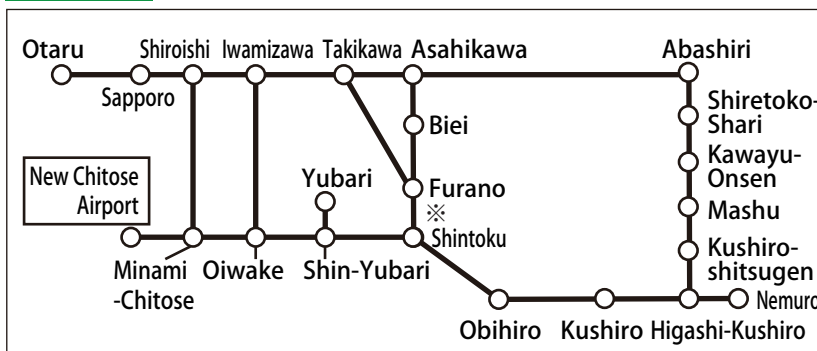 Otaru
Shiroishi
Iwamizawa
Takikawa
Asahikawa
Abashiri
Sapporo
Biei
Shiretoko-
Shari
Kawayu-
Onsen
New Chitose
Airport
Yubari
Furano
※
Mashu
Shintoku
Minami
-Chitose
Oiwake
Shin-Yubari
Kushiro-
shitsugen
Nemuro
Obihiro
Kushiro
Higashi-Kushiro